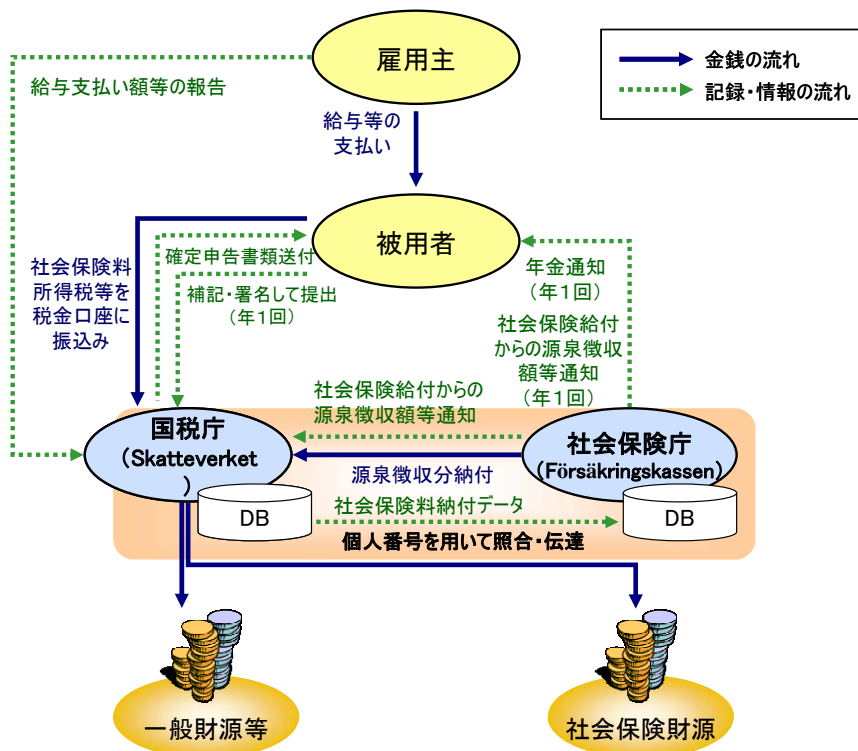 雇用主
金銭の流れ
記録・情報の流れ
給与支払い額等の報告
給与等の
支払い
被用者
社会保険料
所得税等を
税金口座に
振込み
確定申告書類送付
補記・署名して提出
（年１回）
年金通知
（年１回）
社会保険給付
からの源泉徴収
額等通知
（年１回）
社会保険給付からの
源泉徴収額等通知
国税庁
（Skatteverket
）
社会保険庁
（Försäkringskassen）
源泉徴収分納付
DB
社会保険料納付データ
DB
個人番号を用いて照合・伝達
一般財源等
社会保険財源